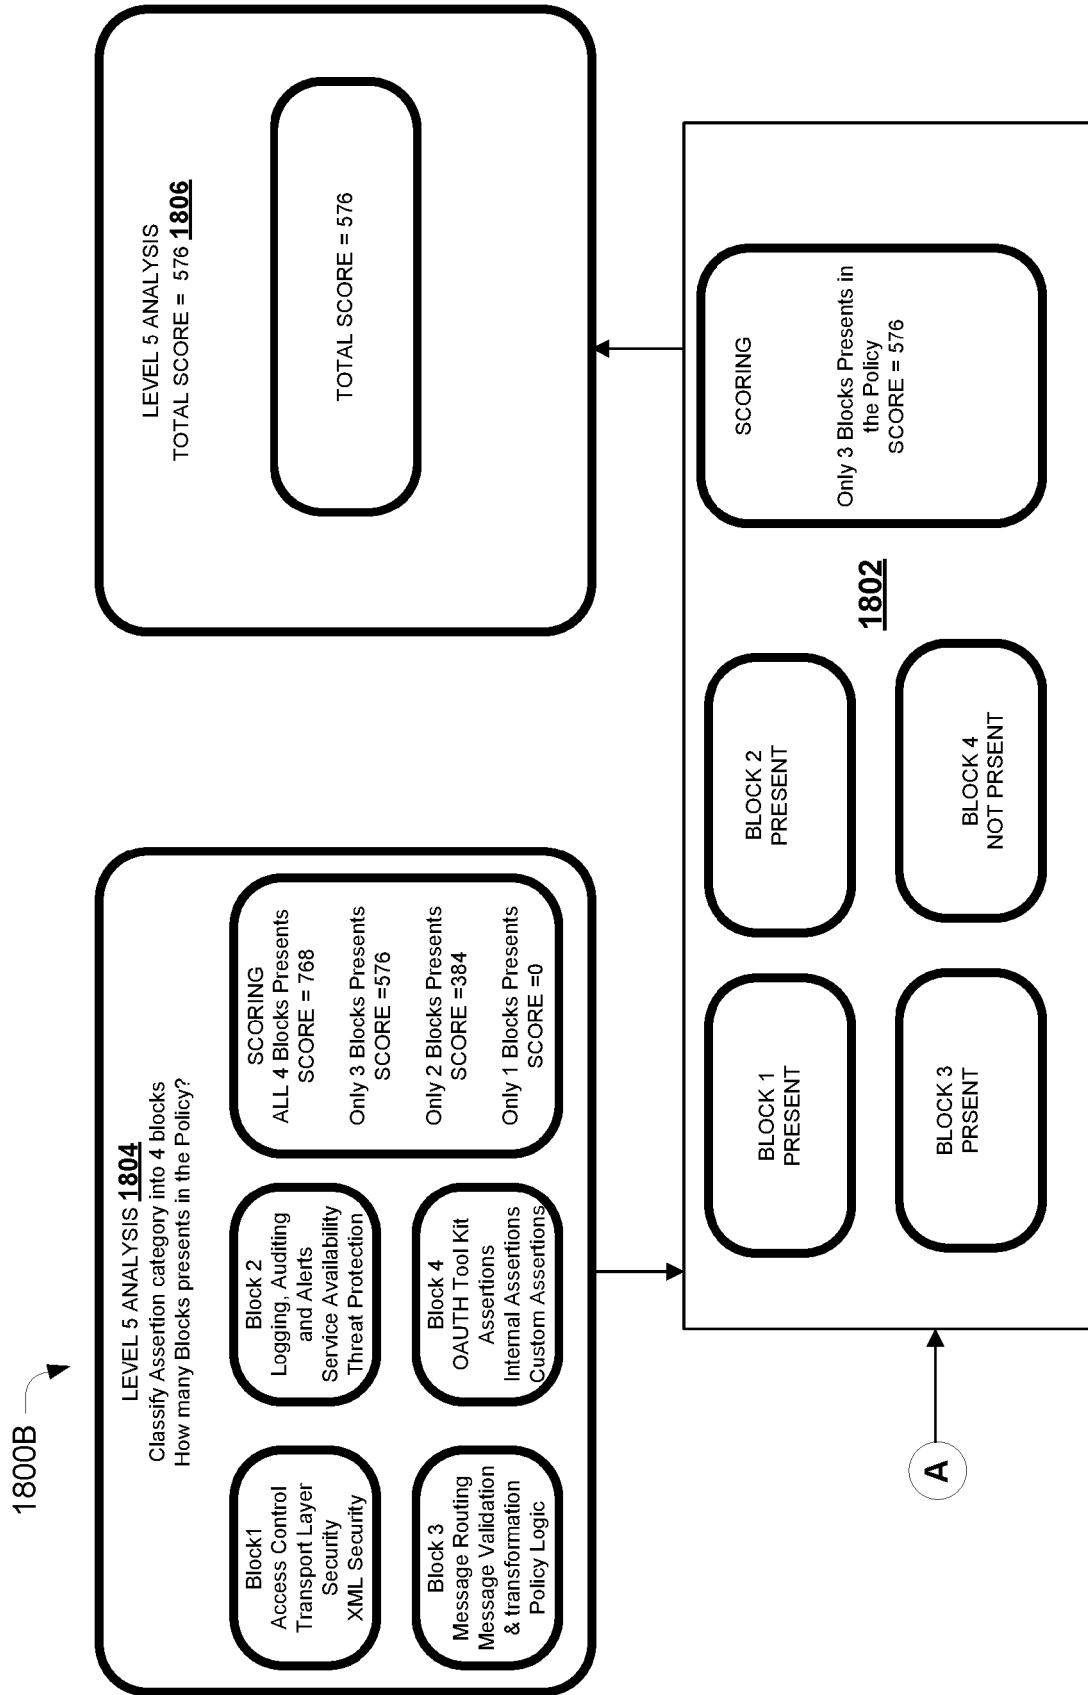 1800B
LEVEL 5 ANALYSIS 1804
Classify Assertion category into 4 blocks
How many Blocks presents in the Policy?
Block1
Access Control
Transport Layer
Security
XML Security
Block 2
Logging, Auditing
and Alerts
Service Availability
Threat Protection
Block 3
Message Routing
Message Validation
& transformation
Policy Logic
Block 4
OAUTH Tool Kit
Assertions
Internal Assertions
Custom Assertions
SCORING
ALL 4 Blocks Presents
SCORE = 768
Only 3 Blocks Presents
SCORE =576
Only 2 Blocks Presents
SCORE =384
Only 1 Blocks Presents
SCORE =0
LEVEL 5 ANALYSIS
TOTAL SCORE = 576 1806
TOTAL SCORE = 576
A
BLOCK 1
PRESENT
BLOCK 2
PRESENT
BLOCK 3
PRSENT
BLOCK 4
NOT PRSENT
1802
SCORING
Only 3 Blocks Presents in
the Policy
SCORE = 576